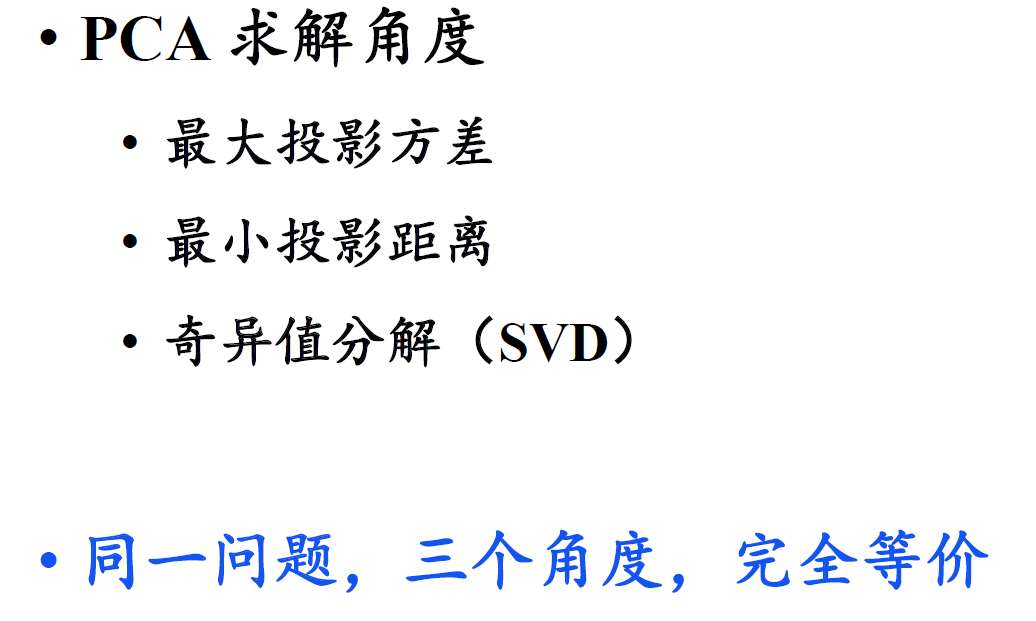 • PCA 求解角度
• 最大投影方差
• 最小投影距离
• 奇异值分解（SVD）
• 同一问题，三个角度，完全等价